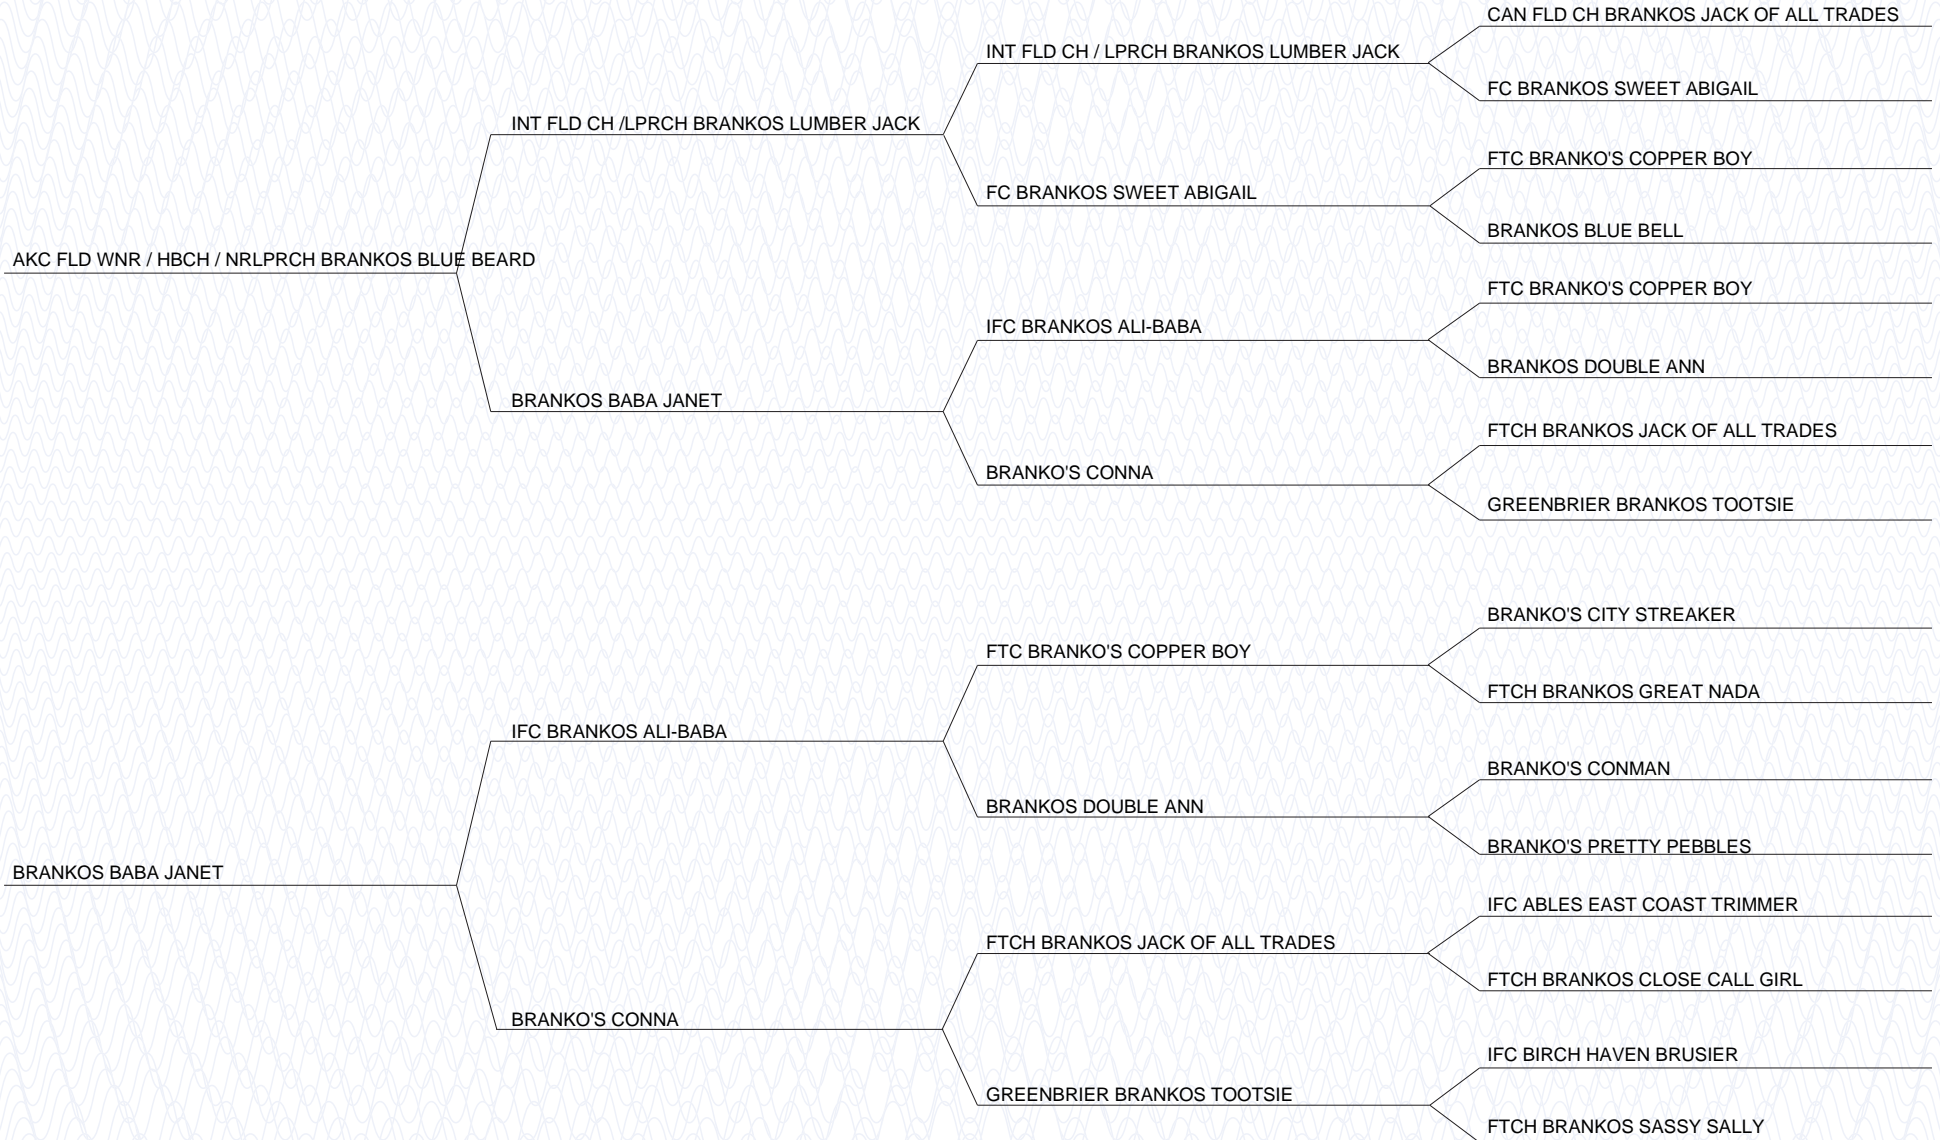 CAN FLD CH BRANKOS JACK OF ALL TRADES
INT FLD CH / LPRCH BRANKOS LUMBER JACK
FC BRANKOS SWEET ABIGAIL
INT FLD CH /LPRCH BRANKOS LUMBER JACK
FTC BRANKO'S COPPER BOY
FC BRANKOS SWEET ABIGAIL
BRANKOS BLUE BELL
AKC FLD WNR / HBCH / NRLPRCH BRANKOS BLUE BEARD
FTC BRANKO'S COPPER BOY
IFC BRANKOS ALI-BABA
BRANKOS DOUBLE ANN
BRANKOS BABA JANET
FTCH BRANKOS JACK OF ALL TRADES
BRANKO'S CONNA
GREENBRIER BRANKOS TOOTSIE
BRANKO'S CITY STREAKER
FTC BRANKO'S COPPER BOY
FTCH BRANKOS GREAT NADA
IFC BRANKOS ALI-BABA
BRANKO'S CONMAN
BRANKOS DOUBLE ANN
BRANKO'S PRETTY PEBBLES
BRANKOS BABA JANET
IFC ABLES EAST COAST TRIMMER
FTCH BRANKOS JACK OF ALL TRADES
FTCH BRANKOS CLOSE CALL GIRL
BRANKO'S CONNA
IFC BIRCH HAVEN BRUSIER
GREENBRIER BRANKOS TOOTSIE
FTCH BRANKOS SASSY SALLY